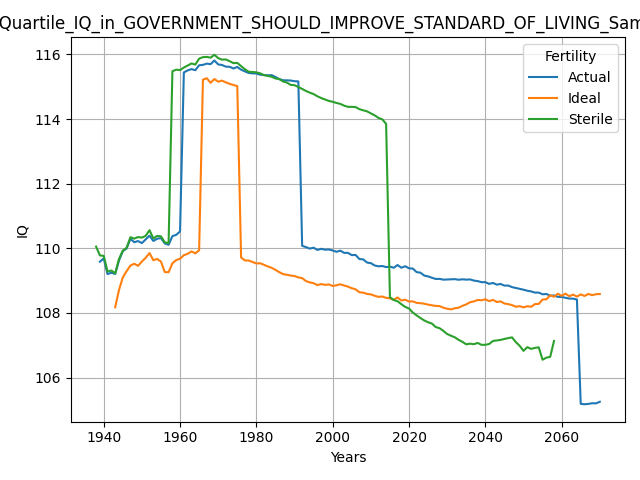 Quartile_IQ_in_GOVERNMENT_SHOULD_IMPROVE_STANDARD_OF_LIVING_Sam
Fertility
Actual
Ideal
Sterile
116
114
112
110
108
106
IQ
1940 1960 1980 2000 2020 2040 2060
Years